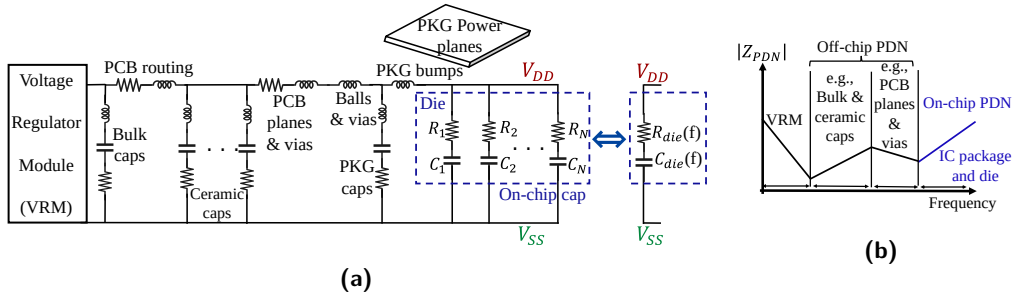 Voltage
Regulator
Module
(VRM)
PCB routing
Bulk
caps
. . .
Ceramic
caps
PCB
planes
& vias
Balls
& vias
PKG
caps
PKG Power
planes
PKG bumps
V_DD
Die
R_1
R_2
R_N
C_1
C_2
. . .
C_N
On-chip cap
V_SS
V_DD
R_die(f)
C_die(f)
V_SS
(a)
|Z_PDN|
Off-chip PDN
VRM
e.g.,
Bulk &
ceramic
caps
e.g.,
PCB
planes
&
vias
On-chip PDN
IC package
and die
Frequency
(b)